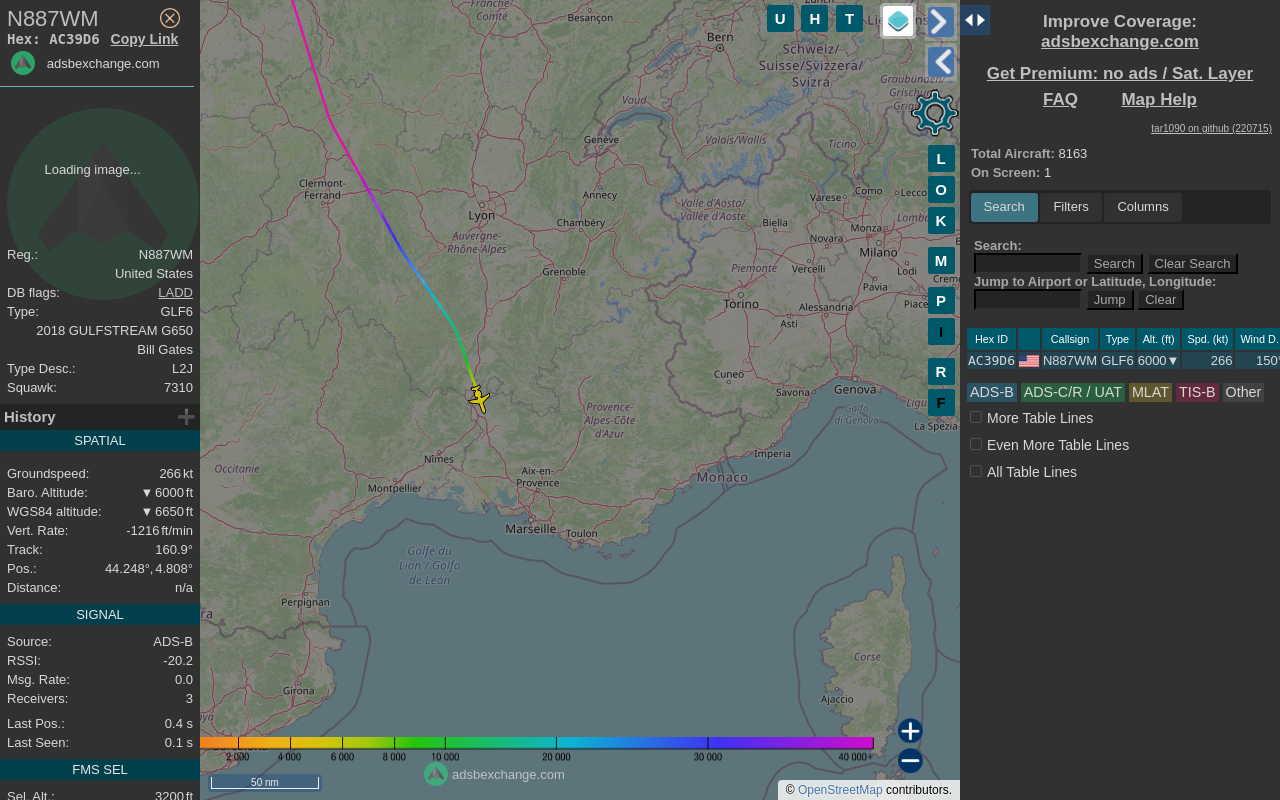 N887WM
Hex: AC39D6 Copy Link
adsbexchange.com
Loading image...
Reg.: N887WM
United States
DB flags: LADD
Type: GLF6
2018 GULFSTREAM G650
Bill Gates
Type Desc.: L2J
Squawk: 7310
History
SPATIAL
Groundspeed: 266 kt
Baro. Altitude: ▼ 6000 ft
WGS84 altitude: ▼ 6650 ft
Vert. Rate: -1216 ft/min
Track: 160.9°
Pos.: 44.248°, 4.808°
Distance: n/a
SIGNAL
Source: ADS-B
RSSI: -20.2
Msg. Rate: 0.0
Receivers: 3
Last Pos.: 0.4 s
Last Seen: 0.1 s
FMS SEL
Sel. Alt.: 3200 ft
Franche-
Comté
Besançon
Zürich
Bern
Schweiz/
Suisse/Svizzera/
Svizra
Vaud
Genève
Valais/Wallis
Ticino
Clermont-
Ferrand
Annecy
Valle d'Aosta/
Vallée d'Aoste
Varese
Como
Lecco
Lyon
Chambéry
Biella
Monza
Auvergne-
Rhône-Alpes
Novara
Milano
Grenoble
Piemonte
Vercelli
Lodi
Pavia
Torino
Alessandria
Asti
Cuneo
Savona
Genova
Golfo
di Genova
La Spezia
Provence-
Alpes-Côte
d'Azur
Imperia
Occitanie
Nîmes
Aix-en-
Provence
Monaco
Montpellier
Marseille
Toulon
Golfe du
Lion / Golfo
de León
Perpignan
Corse
Girona
Ajaccio
U H T
L
O
K
M
P
I
R
F
2 000 4 000 6 000 8 000 10 000 20 000 30 000 40 000+
adsbexchange.com
50 nm
© OpenStreetMap contributors.
Improve Coverage:
adsbexchange.com
Get Premium: no ads / Sat. Layer
FAQ Map Help
tar1090 on github (220715)
Total Aircraft: 8163
On Screen: 1
Search Filters Columns
Search:
Search Clear Search
Jump to Airport or Latitude, Longitude:
Jump Clear
Hex ID Callsign Type Alt. (ft) Spd. (kt) Wind D.
AC39D6 N887WM GLF6 6000▼ 266 150°
ADS-B ADS-C/R / UAT MLAT TIS-B Other
More Table Lines
Even More Table Lines
All Table Lines